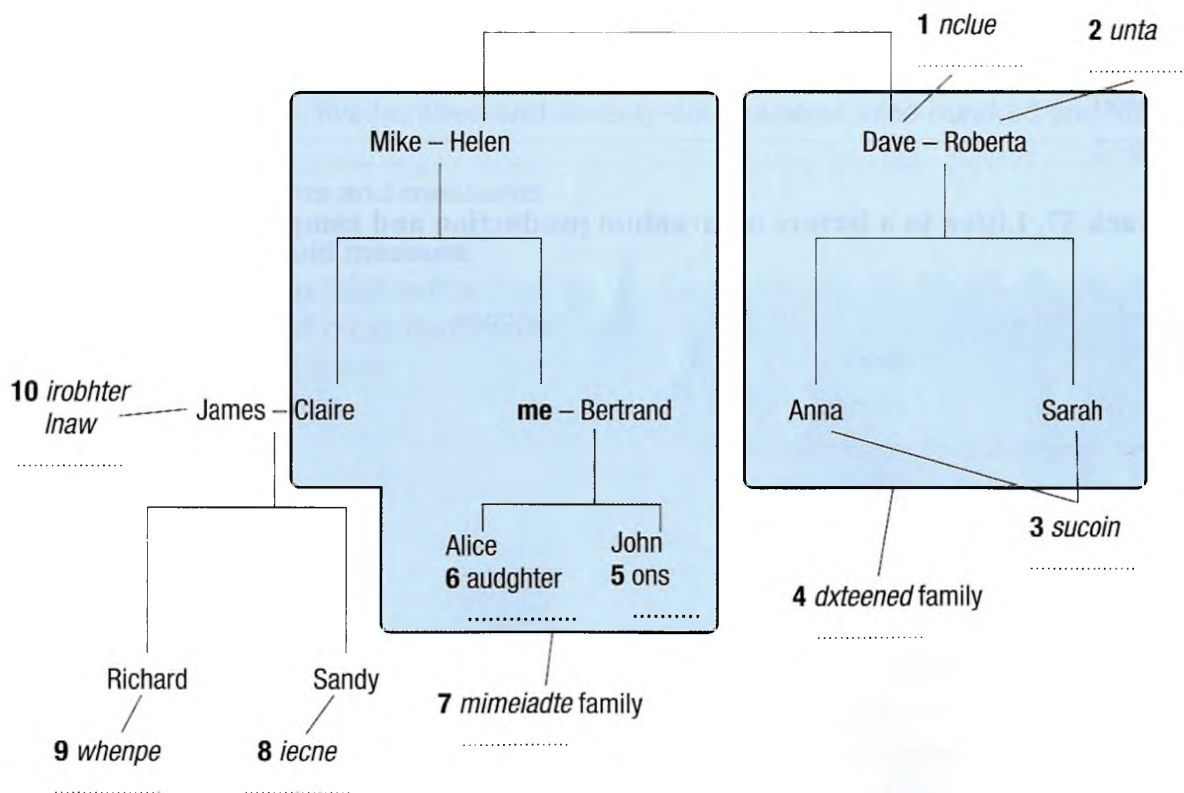 1 nclue
2 unta
Mike – Helen
Dave – Roberta
10 irobhter
lnaw
James – Claire
me – Bertrand
Anna
Sarah
Alice
6 audghter
John
5 ons
3 sucoin
4 dxteened family
Richard
Sandy
7 mimeiadte family
9 whenpe
8 iecne